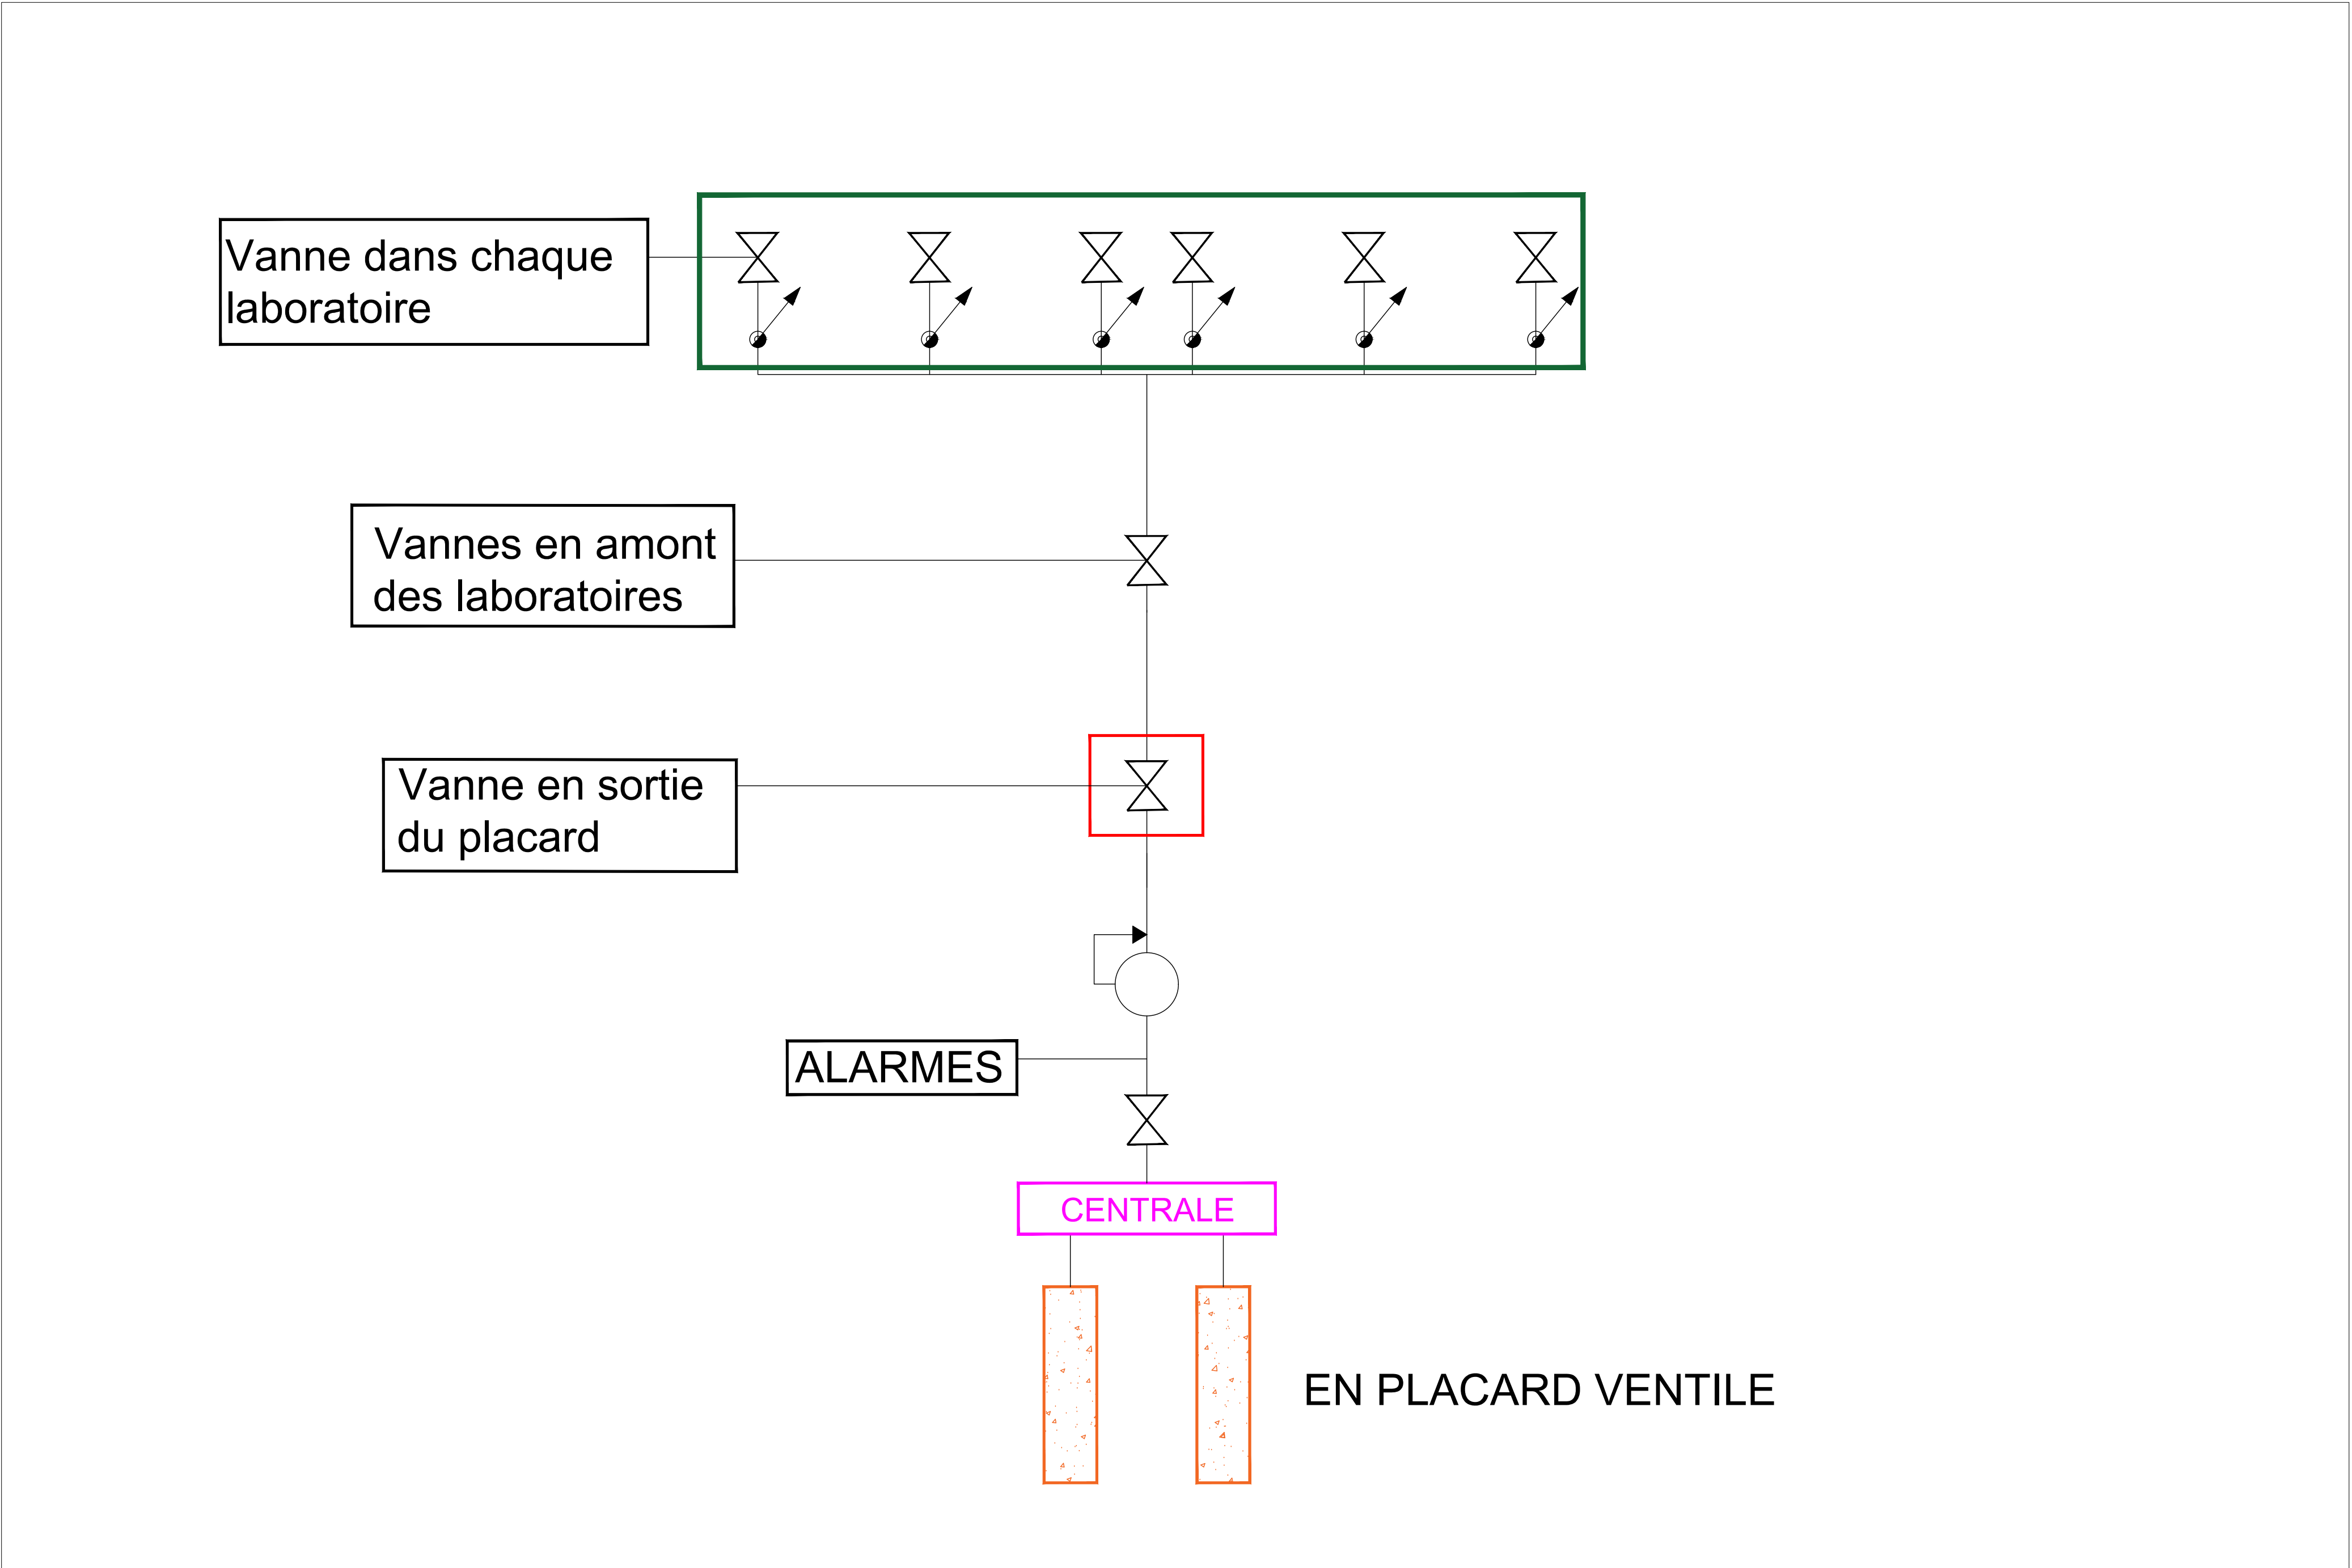 Vanne dans chaque
laboratoire
Vannes en amont
des laboratoires
Vanne en sortie
du placard
ALARMES
CENTRALE
EN PLACARD VENTILE